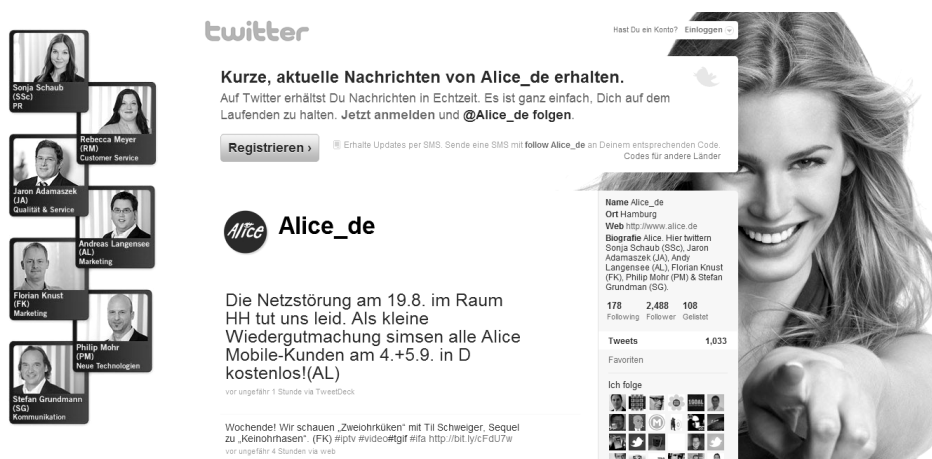 Sonja Schaub
(SSc)
PR
Rebecca Meyer
(RM)
Customer Service
Jaron Adamaszek
(JA)
Qualität & Service
Andreas Langensee
(AL)
Marketing
Florian Knust
(FK)
Marketing
Philip Mohr
(PM)
Neue Technologien
Stefan Grundmann
(SG)
Kommunikation
twitter
Hast Du ein Konto? Einloggen
Kurze, aktuelle Nachrichten von Alice_de erhalten.
Auf Twitter erhältst Du Nachrichten in Echtzeit. Es ist ganz einfach, Dich auf dem
Laufenden zu halten. Jetzt anmelden und @Alice_de folgen.
Registrieren ›
Erhalte Updates per SMS. Sende eine SMS mit follow Alice_de an Deinem entsprechenden Code.
Codes für andere Länder
Alice
Alice_de
Die Netzstörung am 19.8. im Raum
HH tut uns leid. Als kleine
Wiedergutmachung simsen alle Alice
Mobile-Kunden am 4.+5.9. in D
kostenlos!(AL)
vor ungefähr 1 Stunde via TweetDeck
Wochende! Wir schauen „Zweiohrküken" mit Til Schweiger, Sequel
zu „Keinohrhasen". (FK) #iptv #video#tgif #ifa http://bit.ly/cFdU7w
vor ungefähr 4 Stunden via web
Name Alice_de
Ort Hamburg
Web http://www.alice.de
Biografie Alice. Hier twittern
Sonja Schaub (SSc), Jaron
Adamaszek (JA), Andy
Langensee (AL), Florian Knust
(FK), Philip Mohr (PM) & Stefan
Grundman (SG).
178 2,488 108
Following Follower Gelistet
Tweets 1,033
Favoriten
Ich folge